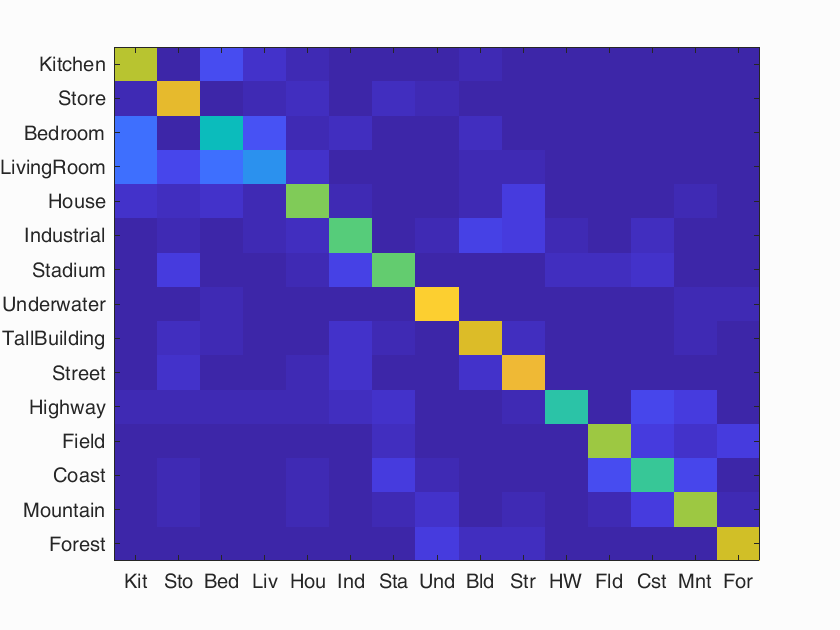 Kitchen
Store
Bedroom
LivingRoom
House
Industrial
Stadium
Underwater
TallBuilding
Street
Highway
Field
Coast
Mountain
Forest
Kit Sto Bed Liv Hou Ind Sta Und Bld Str HW Fld Cst Mnt For